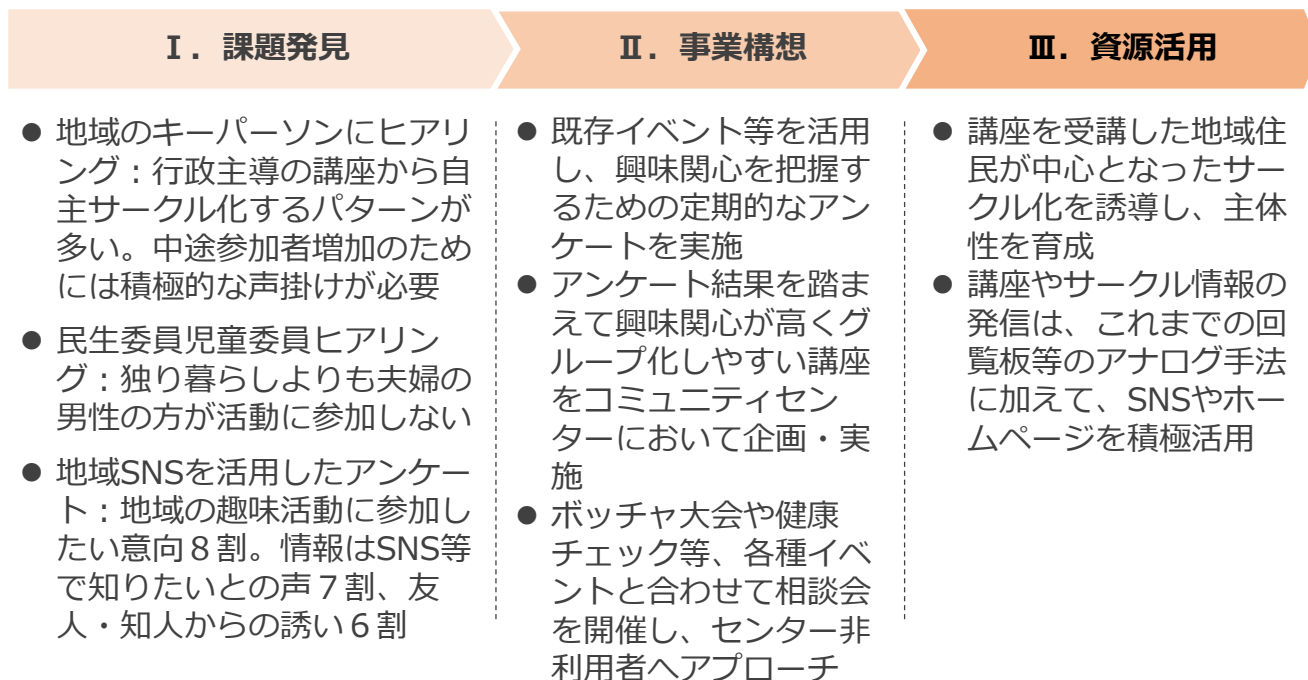 Ⅰ．課題発見
Ⅱ．事業構想
Ⅲ．資源活用
● 地域のキーパーソンにヒアリ
ング：行政主導の講座から自
主サークル化するパターンが
多い。中途参加者増加のため
には積極的な声掛けが必要
● 民生委員児童委員ヒアリン
グ：独り暮らしよりも夫婦の
男性の方が活動に参加しない
● 地域SNSを活用したアンケー
ト：地域の趣味活動に参加し
たい意向８割。情報はSNS等
で知りたいとの声７割、友
人・知人からの誘い６割
● 既存イベント等を活用
し、興味関心を把握す
るための定期的なアン
ケートを実施
● アンケート結果を踏ま
えて興味関心が高くグ
ループ化しやすい講座
をコミュニティセン
ターにおいて企画・実
施
● ボッチャ大会や健康
チェック等、各種イベ
ントと合わせて相談会
を開催し、センター非
利用者へアプローチ
● 講座を受講した地域住
民が中心となったサー
クル化を誘導し、主体
性を育成
● 講座やサークル情報の
発信は、これまでの回
覧板等のアナログ手法
に加えて、SNSやホー
ムページを積極活用